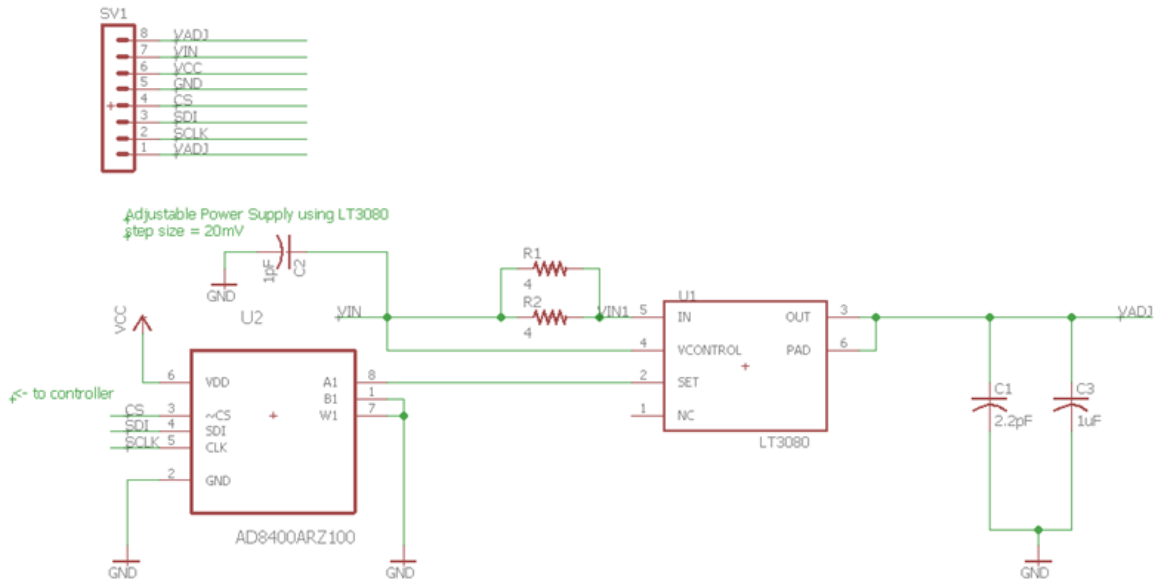 SV1
8 VADJ
7 VIN
6 VCC
5 GND
4 CS
3 SDI
2 SCLK
1 VADJ
Adjustable Power Supply using LT3080
step size = 20mV
1pF
C2
GND
U2
VCC
VIN
R1
4
R2
4
VIN1
U1
5 IN
OUT 3
VADJ
4 VCONTROL
PAD 6
2 SET
1 NC
LT3080
6 VDD
A1 8
B1 1
W1 7
<- to controller
CS 3 ~CS
SDI 4 SDI
SCLK 5 CLK
2 GND
AD8400ARZ100
C1
2.2pF
C3
1uF
GND
GND
GND